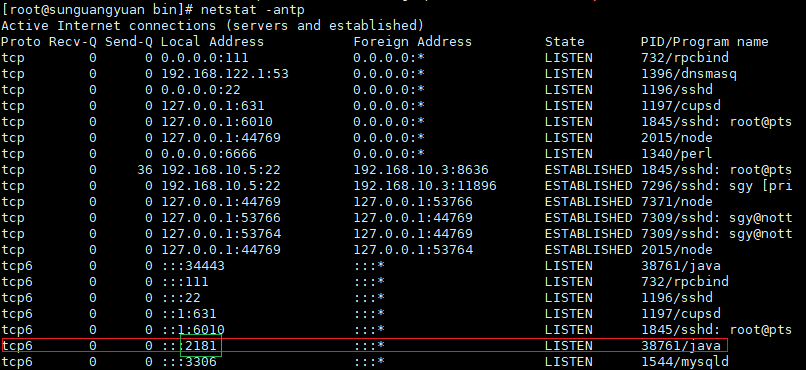 [root@sunguangyuan bin]# netstat -antp
Active Internet connections (servers and established)
Proto Recv-Q Send-Q Local Address           Foreign Address         State       PID/Program name
tcp        0      0 0.0.0.0:111             0.0.0.0:*               LISTEN      732/rpcbind
tcp        0      0 192.168.122.1:53        0.0.0.0:*               LISTEN      1396/dnsmasq
tcp        0      0 0.0.0.0:22              0.0.0.0:*               LISTEN      1196/sshd
tcp        0      0 127.0.0.1:631           0.0.0.0:*               LISTEN      1197/cupsd
tcp        0      0 127.0.0.1:6010          0.0.0.0:*               LISTEN      1845/sshd: root@pts
tcp        0      0 127.0.0.1:44769         0.0.0.0:*               LISTEN      2015/node
tcp        0      0 0.0.0.0:6666            0.0.0.0:*               LISTEN      1340/perl
tcp        0     36 192.168.10.5:22         192.168.10.3:8636       ESTABLISHED 1845/sshd: root@pts
tcp        0      0 192.168.10.5:22         192.168.10.3:11896      ESTABLISHED 7296/sshd: sgy [pri
tcp        0      0 127.0.0.1:44769         127.0.0.1:53766         ESTABLISHED 7371/node
tcp        0      0 127.0.0.1:53766         127.0.0.1:44769         ESTABLISHED 7309/sshd: sgy@nott
tcp        0      0 127.0.0.1:53764         127.0.0.1:44769         ESTABLISHED 7309/sshd: sgy@nott
tcp        0      0 127.0.0.1:44769         127.0.0.1:53764         ESTABLISHED 2015/node
tcp6       0      0 :::34443                :::*                    LISTEN      38761/java
tcp6       0      0 :::111                  :::*                    LISTEN      732/rpcbind
tcp6       0      0 :::22                   :::*                    LISTEN      1196/sshd
tcp6       0      0 ::1:631                 :::*                    LISTEN      1197/cupsd
tcp6       0      0 ::1:6010                :::*                    LISTEN      1845/sshd: root@pts
tcp6       0      0 :::2181                 :::*                    LISTEN      38761/java
tcp6       0      0 :::3306                 :::*                    LISTEN      1544/mysqld